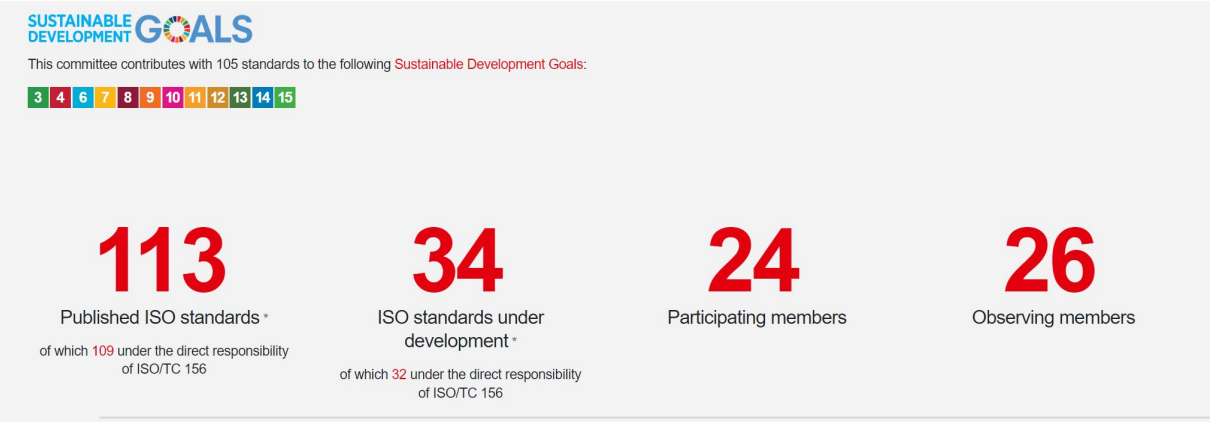 SUSTAINABLE
DEVELOPMENT GOALS
This committee contributes with 105 standards to the following Sustainable Development Goals:
3 4 6 7 8 9 10 11 12 13 14 15
113
Published ISO standards *
of which 109 under the direct responsibility
of ISO/TC 156
34
ISO standards under
development *
of which 32 under the direct responsibility
of ISO/TC 156
24
Participating members
26
Observing members